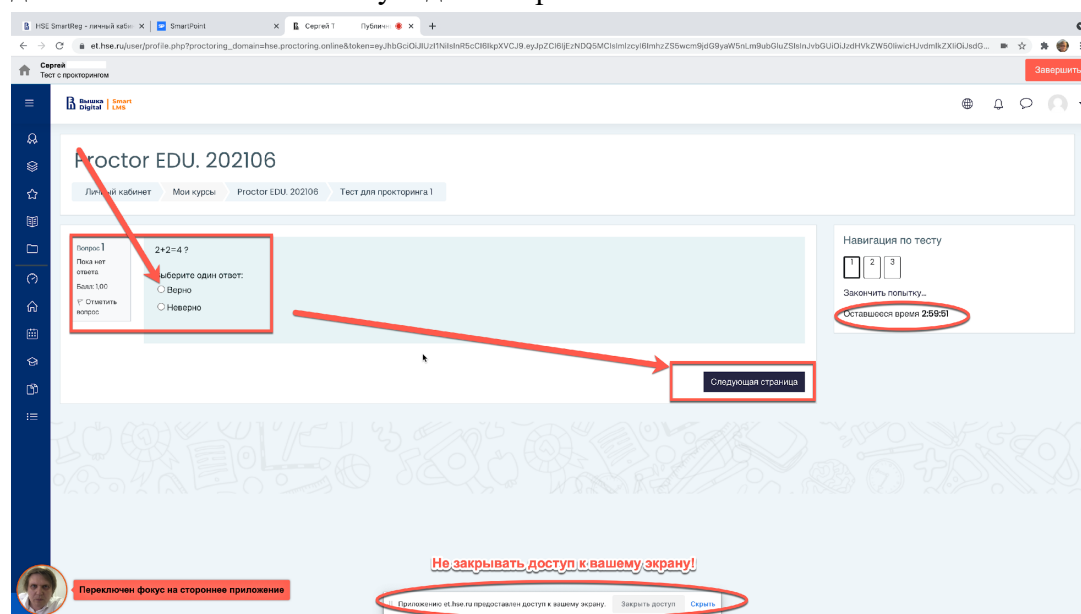 HSE SmartReg - личный каби
SmartPoint
Сергей Т
Публичн
et.hse.ru/user/profile.php?proctoring_domain=hse.proctoring.online&token=
Сергей
Тест с прокторингом
Завершить
Вышка Digital
Smart LMS
Proctor EDU. 202106
Личный кабинет
Мои курсы
Proctor EDU. 202106
Тест для прокторинга 1
Вопрос 1
Пока нет
ответа
Балл: 1,00
Отметить
вопрос
2+2=4 ?
Выберите один ответ:
Верно
Неверно
Следующая страница
Навигация по тесту
1 2 3
Закончить попытку...
Оставшееся время 2:59:51
Не закрывать доступ к вашему экрану!
Переключен фокус на стороннее приложение
Приложению et.hse.ru предоставлен доступ к вашему экрану.
Закрыть доступ
Скрыть